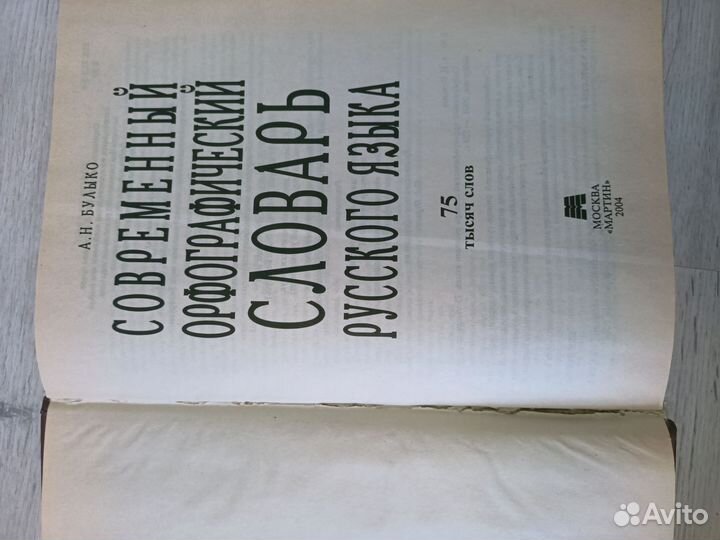 А.Н. БУЛЫКО
СОВРЕМЕННЫЙ
ОРФОГРАФИЧЕСКИЙ
СЛОВАРЬ
РУССКОГО ЯЗЫКА
75
тысяч слов
МОСКВА
«МАРТИН»
2004
Avito